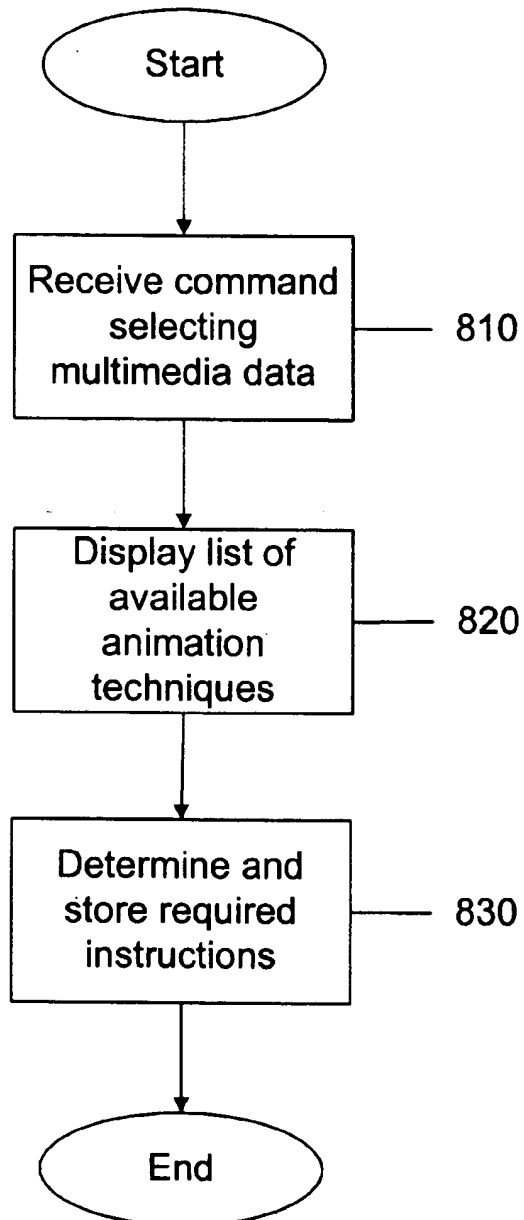 Start
Receive command
selecting
multimedia data
810
Display list of
available
animation
techniques
820
Determine and
store required
instructions
830
End